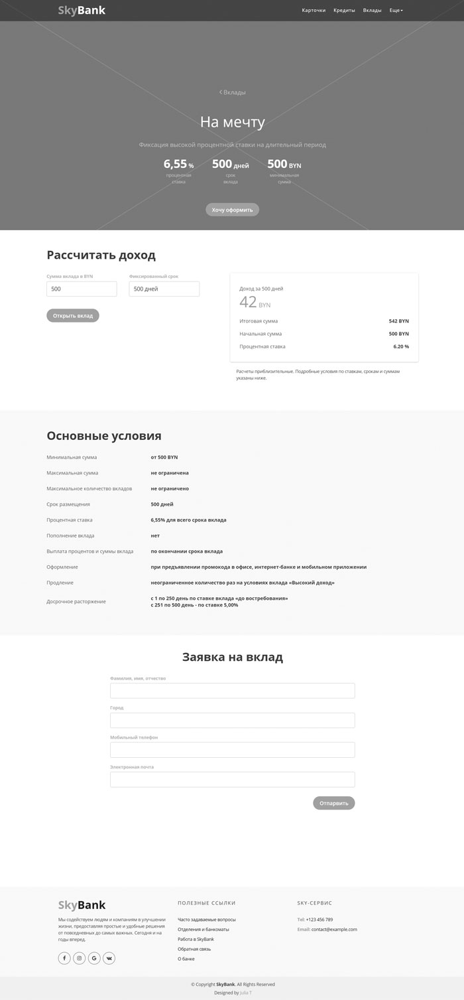 SkyBank
Карточки Кредиты Вклады Еще
Вклады
На мечту
Фиксация высокой процентной ставки на длительный период
6,55 % 500 дней 500 BYN
процентная срок минимальная
ставка вклада сумма
Хочу оформить
Рассчитать доход
Сумма вклада в BYN Фиксированный срок
500 500 дней
Открыть вклад
Доход за 500 дней
42 BYN
Итоговая сумма 542 BYN
Начальная сумма 500 BYN
Процентная ставка 6.20 %
Расчеты приблизительные. Подробные условия по ставкам, срокам и суммам
указаны ниже.
Основные условия
Минимальная сумма от 500 BYN
Максимальная сумма не ограничена
Максимальное количество вкладов не ограничено
Срок размещения 500 дней
Процентная ставка 6,55% для всего срока вклада
Пополнение вклада нет
Выплата процентов и суммы вклада по окончании срока вклада
Оформление при предъявлении промокода в офисе, интернет-банке и мобильном приложении
Продление неограниченное количество раз на условиях вклада «Высокий доход»
Досрочное расторжение с 1 по 250 день по ставке вклада «до востребования»
с 251 по 500 день - по ставке 5,00%
Заявка на вклад
Фамилия, имя, отчество
Город
Мобильный телефон
Электронная почта
Отпарвить
SkyBank
Мы содействуем людям и компаниям в улучшении
жизни, предоставляя простые и удобные решения
от повседневных до самых важных. Сегодня и на
годы вперед.
ПОЛЕЗНЫЕ ССЫЛКИ
Часто задаваемые вопросы
Отделения и банкоматы
Работа в SkyBank
Обратная связь
О банке
SKY-СЕРВИС
Tel: +123 456 789
Email: contact@example.com
© Copyright SkyBank. All Rights Reserved
Designed by Julia T